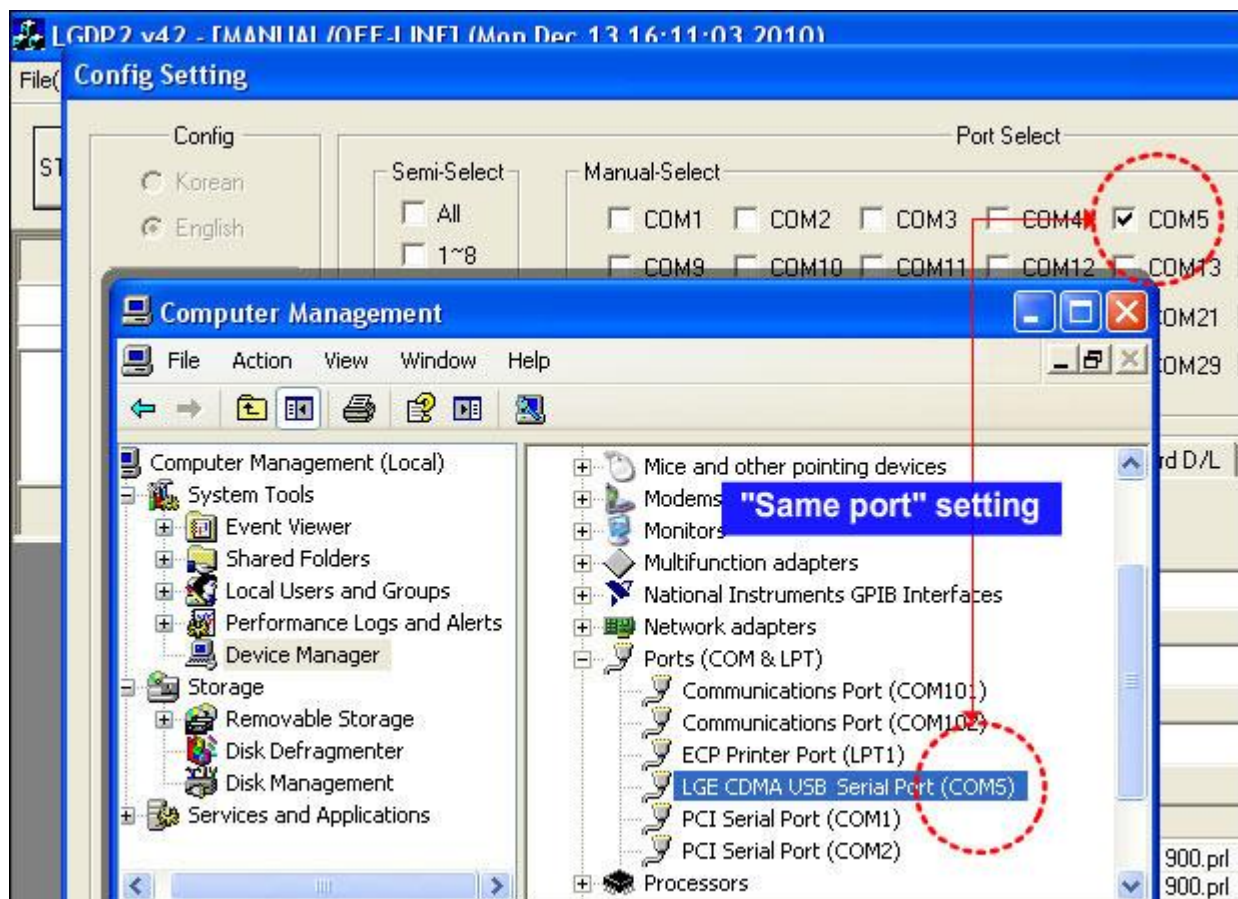 LGDP2 v42 - [MANUAL/OFF-LINE] (Mon Dec 13 16:11:03 2010)
File(
Config Setting
ST
Config
Korean
English
Port Select
Semi-Select
All
1~8
Manual-Select
COM1 COM2 COM3 COM4 COM5
COM9 COM10 COM11 COM12 COM13
COM21
COM29
rd D/L
Computer Management
File Action View Window Help
Computer Management (Local)
System Tools
Event Viewer
Shared Folders
Local Users and Groups
Performance Logs and Alerts
Device Manager
Storage
Removable Storage
Disk Defragmenter
Disk Management
Services and Applications
Mice and other pointing devices
Modems
Monitors
"Same port" setting
Multifunction adapters
National Instruments GPIB Interfaces
Network adapters
Ports (COM & LPT)
Communications Port (COM101)
Communications Port (COM102)
ECP Printer Port (LPT1)
LGE CDMA USB Serial Port (COM5)
PCI Serial Port (COM1)
PCI Serial Port (COM2)
Processors
900.prl
900.prl